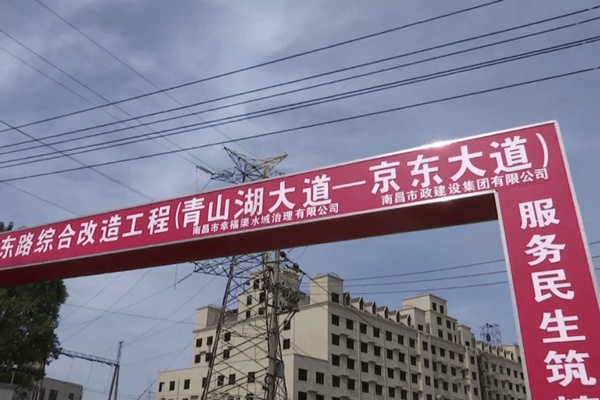 东路综合改造工程(青山湖大道—京东大道)
南昌市幸福渠水域治理有限公司
南昌市政建设集团有限公司
服务民生筑